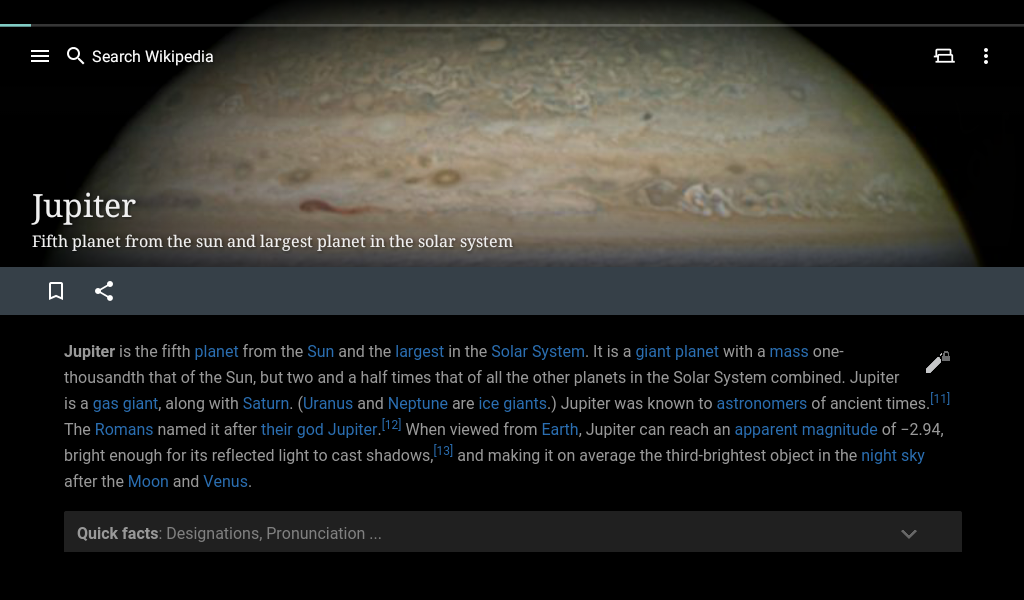 Search Wikipedia
Jupiter
Fifth planet from the sun and largest planet in the solar system
Jupiter is the fifth planet from the Sun and the largest in the Solar System. It is a giant planet with a mass one-
thousandth that of the Sun, but two and a half times that of all the other planets in the Solar System combined. Jupiter
is a gas giant, along with Saturn. (Uranus and Neptune are ice giants.) Jupiter was known to astronomers of ancient times.[11]
The Romans named it after their god Jupiter.[12] When viewed from Earth, Jupiter can reach an apparent magnitude of −2.94,
bright enough for its reflected light to cast shadows,[13] and making it on average the third-brightest object in the night sky
after the Moon and Venus.
Quick facts: Designations, Pronunciation ...